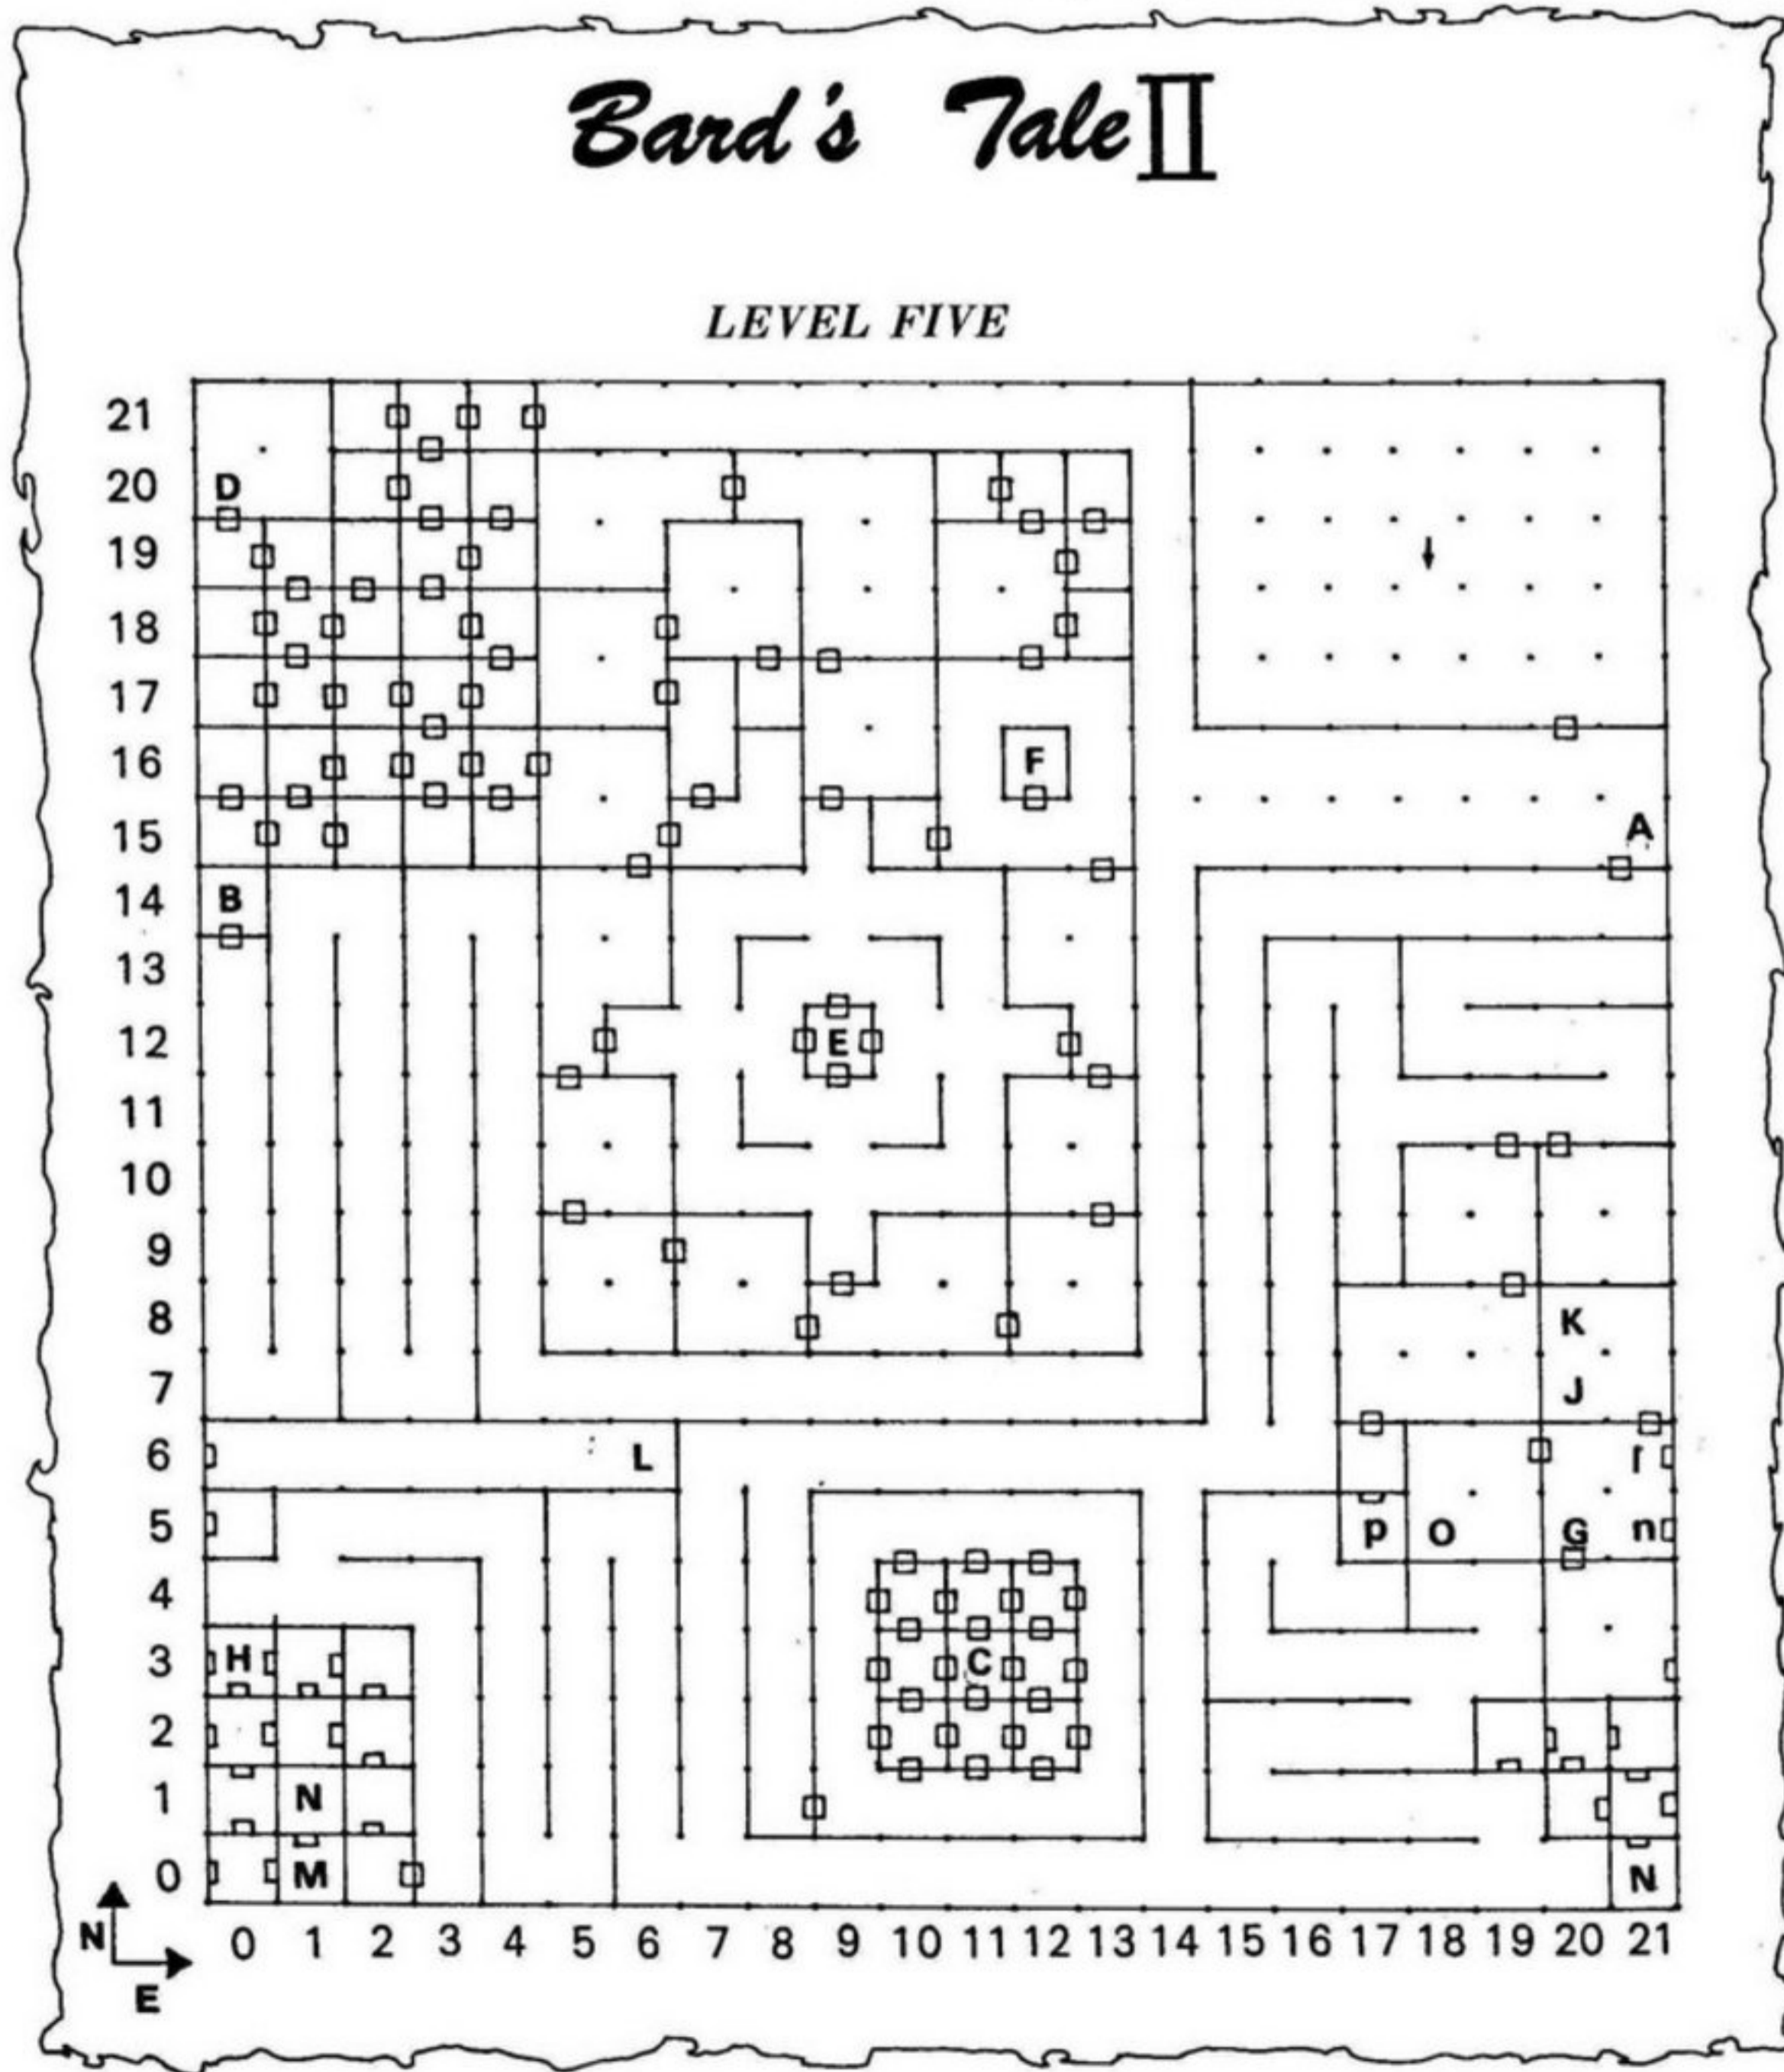 Bard's Tale II
LEVEL FIVE
21
20 D
19
18
17
16 F
15 A
14 B
13
12 E
11
10
9
8 K
7 J
6 L I
5 p O G n
4
3 H C
2
1 N
0 M N
N
0 1 2 3 4 5 6 7 8 9 10 11 12 13 14 15 16 17 18 19 20 21
E